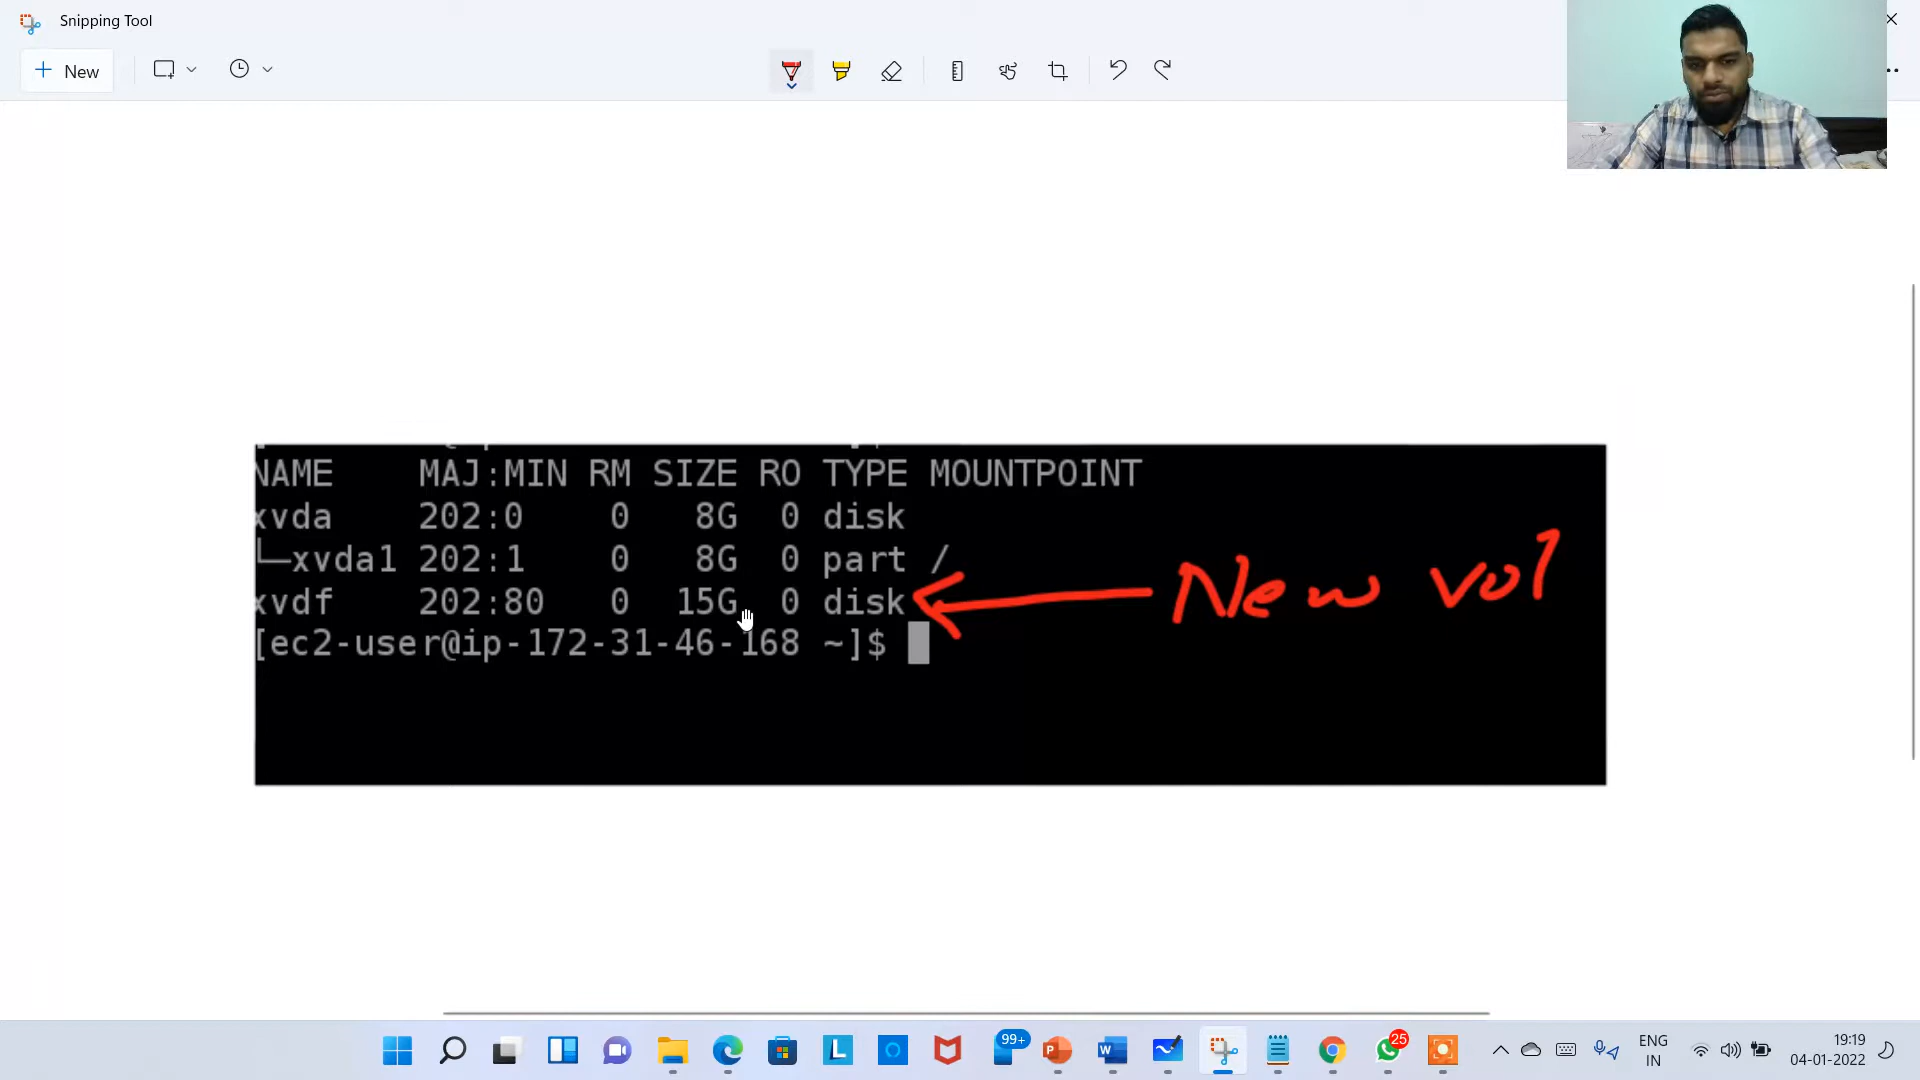 Snipping Tool
New
NAME MAJ:MIN RM SIZE RO TYPE MOUNTPOINT
xvda 202:0 0 8G 0 disk
└─xvda1 202:1 0 8G 0 part /
xvdf 202:80 0 15G 0 disk
New vol
[ec2-user@ip-172-31-46-168 ~]$
99+
25
ENG
IN
19:19
04-01-2022